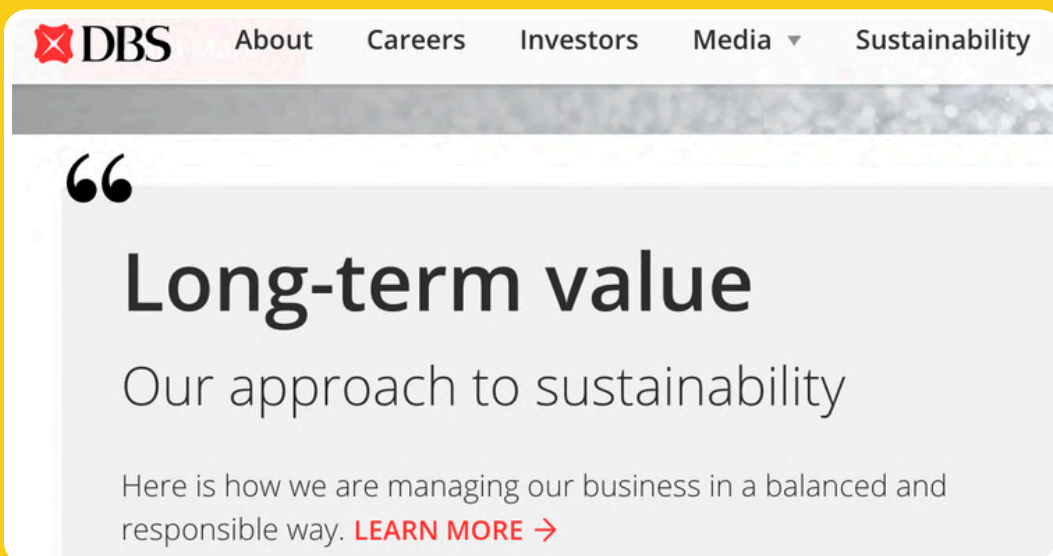 DBS About Careers Investors Media ▼ Sustainability
“
Long-term value
Our approach to sustainability
Here is how we are managing our business in a balanced and
responsible way. LEARN MORE →